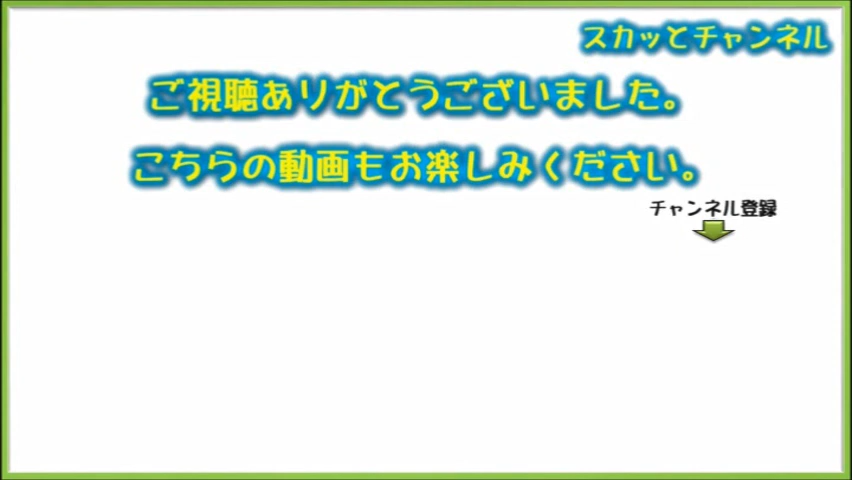 スカッとチャンネル
ご視聴ありがとうございました。
こちらの動画もお楽しみください。
チャンネル登録